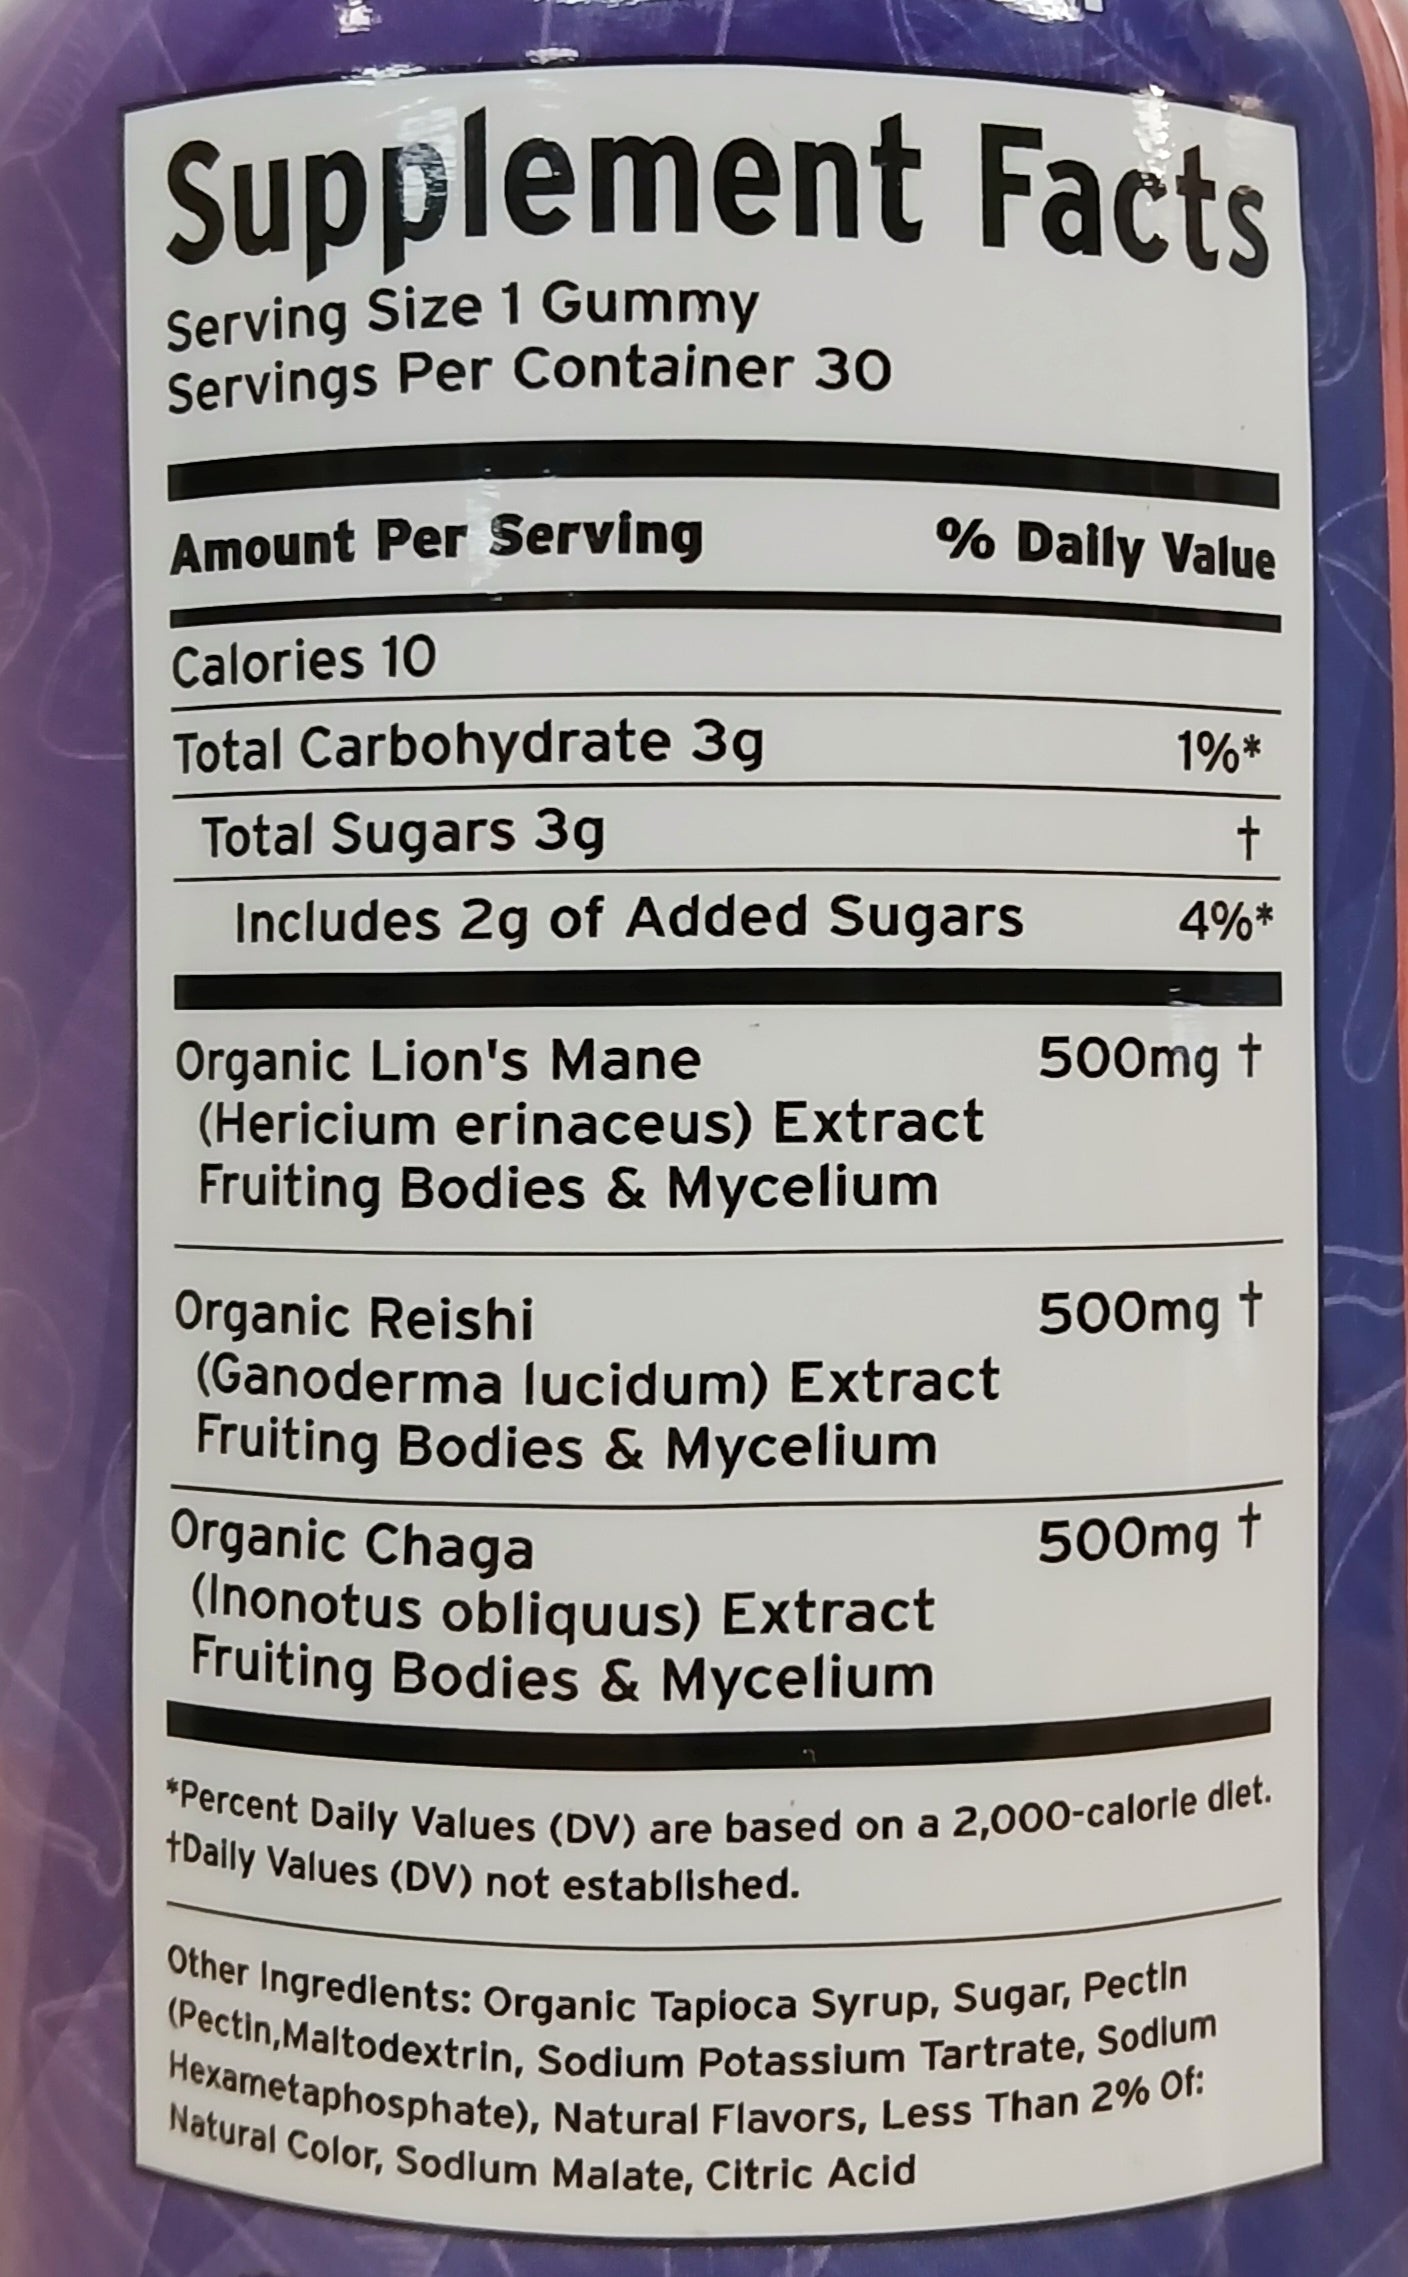 Supplement Facts
Serving Size 1 Gummy
Servings Per Container 30
Amount Per Serving % Daily Value
Calories 10
Total Carbohydrate 3g 1%*
Total Sugars 3g †
Includes 2g of Added Sugars 4%*
Organic Lion's Mane 500mg †
(Hericium erinaceus) Extract
Fruiting Bodies & Mycelium
Organic Reishi 500mg †
(Ganoderma lucidum) Extract
Fruiting Bodies & Mycelium
Organic Chaga 500mg †
(Inonotus obliquus) Extract
Fruiting Bodies & Mycelium
*Percent Daily Values (DV) are based on a 2,000-calorie diet.
†Daily Values (DV) not established.
Other Ingredients: Organic Tapioca Syrup, Sugar, Pectin
(Pectin,Maltodextrin, Sodium Potassium Tartrate, Sodium
Hexametaphosphate), Natural Flavors, Less Than 2% Of:
Natural Color, Sodium Malate, Citric Acid